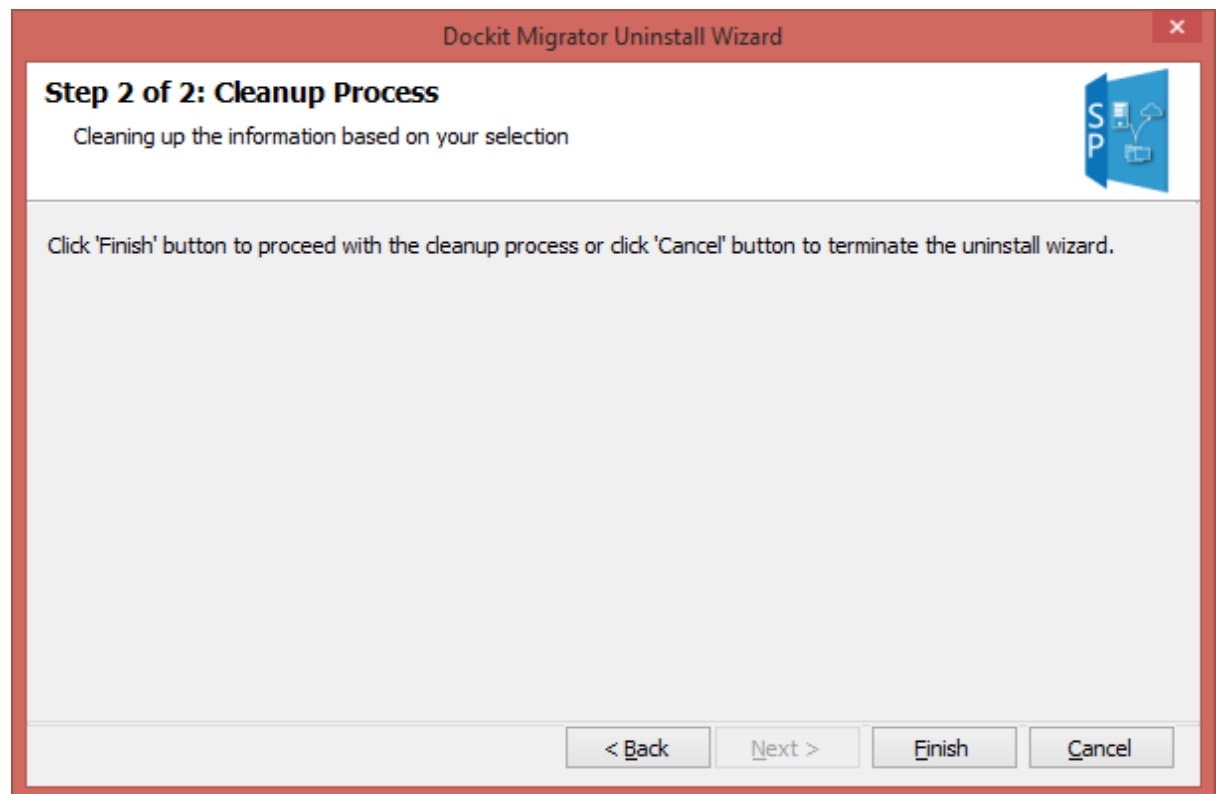 Dockit Migrator Uninstall Wizard
×
Step 2 of 2: Cleanup Process
Cleaning up the information based on your selection
S
P
Click 'Finish' button to proceed with the cleanup process or click 'Cancel' button to terminate the uninstall wizard.
< Back Next > Finish Cancel